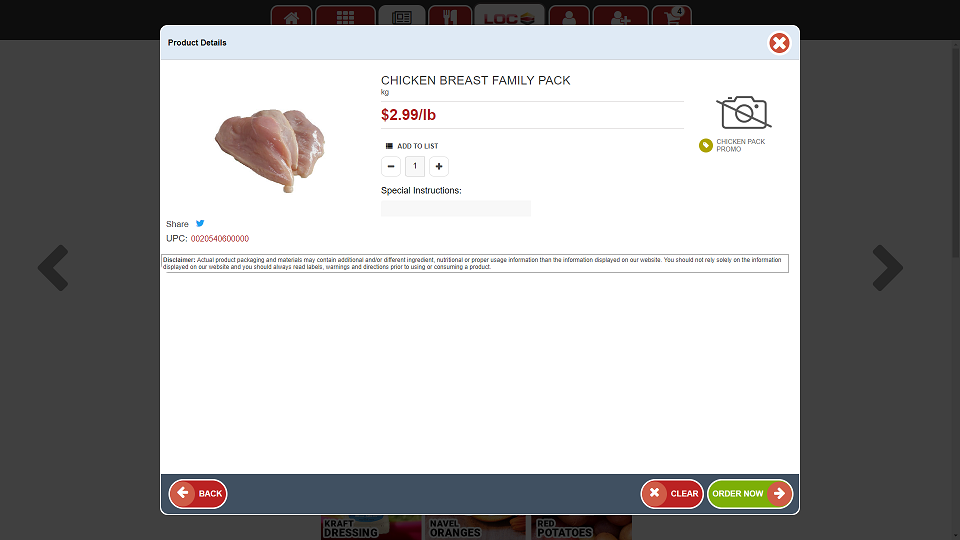 LOCO
4
Product Details
CHICKEN BREAST FAMILY PACK
kg
$2.99/lb
CHICKEN PACK
PROMO
ADD TO LIST
1
Special Instructions:
Share
UPC: 0020540600000
Disclaimer: Actual product packaging and materials may contain additional and/or different ingredient, nutritional or proper usage information than the information displayed on our website. You should not rely solely on the information
displayed on our website and you should always read labels, warnings and directions prior to using or consuming a product.
BACK
CLEAR
ORDER NOW
KRAFT
DRESSING
NAVEL
ORANGES
RED
POTATOES